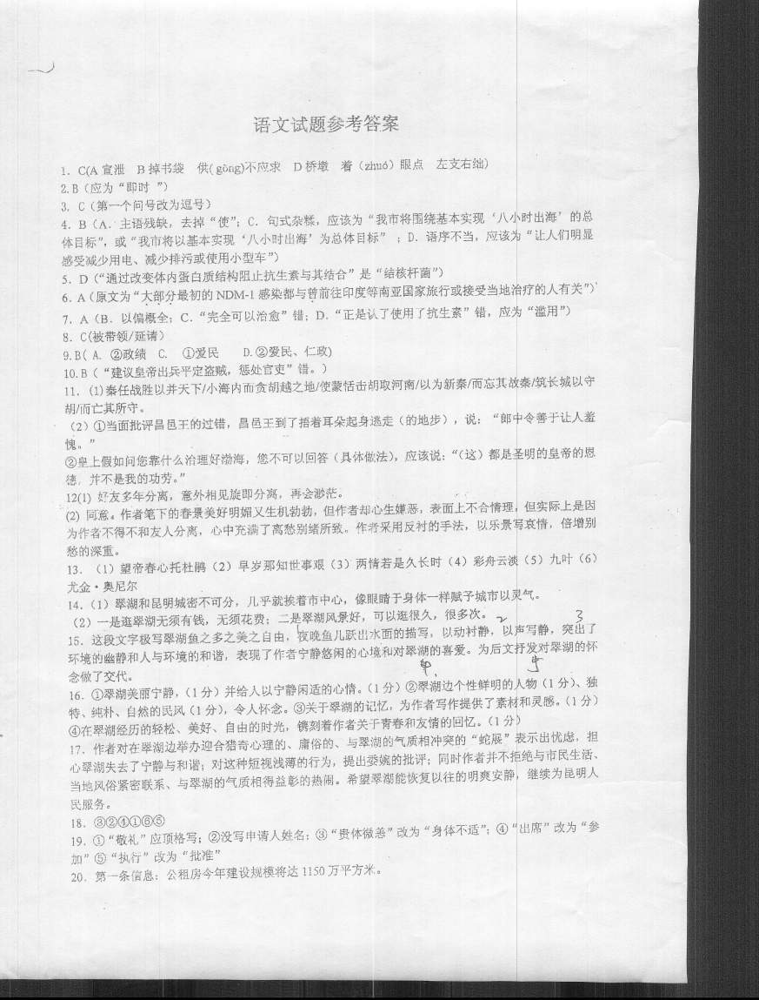 语文试题参考答案
1. C(A 宣泄 B 掉书袋 供( gòng)不应求 D 桥墩 着（zhuó）眼点 左支右绌)
2. B（应为“即时 ”）
3. C（第一个问号改为逗号）
4. B（A. 主语残缺，去掉“使”；C. 句式杂糅，应该为“我市将围绕基本实现‘八小时出海’的总
体目标”，或“我市将以基本实现‘八小时出海’为总体目标” ；D. 语序不当，应该为“让人们明显
感受减少用电、减少排污或使用小型车”）
5. D（“通过改变体内蛋白质结构阻止抗生素与其结合”是“结核杆菌”）
6. A（原文为“大部分最初的 NDM-1 感染都与曾前往印度等南亚国家旅行或接受当地治疗的人有关”）
7. A（B. 以偏概全；C. “完全可以治愈”错；D. “正是认了使用了抗生素”错，应为“滥用”）
8. C(被带领/延请）
9. B( A. ②政绩 C. ①爱民 D. ②爱民、仁政)
10. B（“建议皇帝出兵平定盗贼，惩处官吏”错。）
11. (1)秦任战胜以并天下/小海内而贪胡越之地/使蒙恬击胡取河南/以为新秦/而忘其故秦/筑长城以守
胡/而亡其所守。
（2）①当面批评昌邑王的过错，昌邑王到了捂着耳朵起身逃走（的地步），说：“郎中令善于让人羞
愧。”
②皇上假如问您靠什么治理好渤海，您不可以回答（具体做法），应该说：“（这）都是圣明的皇帝的恩
德，并不是我的功劳。”
12(1) 好友多年分离，意外相见旋即分离，再会渺茫。
(2) 同意。作者笔下的春景美好明媚又生机勃勃，但作者却心生嫌恶，表面上不合情理，但实际上是因
为作者不得不和友人分离，心中充满了离愁别绪所致。作者采用反衬的手法，以乐景写哀情，倍增别
愁的深重。
13. （1）望帝春心托杜鹃（2）早岁那知世事艰（3）两情若是久长时（4）彩舟云淡（5）九叶（6）
尤金·奥尼尔
14.（1）翠湖和昆明城密不可分，几乎就挨着市中心，像眼睛于身体一样赋予城市以灵气。
（2）一是逛翠湖无须有钱，无须花费；二是翠湖风景好，可以逛很久，很多次。 2 3
15. 这段文字极写翠湖鱼之多之美之自由，夜晚鱼儿跃出水面的描写，以动衬静，以声写静，突出了
环境的幽静和人与环境的和谐，表现了作者宁静悠闲的心境和对翠湖的喜爱。为后文抒发对翠湖的怀
念做了交代。
16. ①翠湖美丽宁静，（1 分）并给人以宁静闲适的心情。（1 分）②翠湖边个性鲜明的人物（1 分）、独
特、纯朴、自然的民风（1 分），令人怀念。③关于翠湖的记忆，为作者写作提供了素材和灵感。（1 分）
④在翠湖经历的轻松、美好、自由的时光，镌刻着作者关于青春和友情的回忆。（1 分）
17. 作者对在翠湖边举办迎合猎奇心理的、庸俗的、与翠湖的气质相冲突的“蛇展”表示出忧虑，担
心翠湖失去了宁静与和谐；对这种短视浅薄的行为，提出委婉的批评；同时作者并不拒绝与市民生活、
当地风俗紧密联系、与翠湖的气质相得益彰的热闹。希望翠湖能恢复以往的明爽安静，继续为昆明人
民服务。
18. ③②④①⑥⑤
19. ①“敬礼”应顶格写；②没写申请人姓名；③“贵体微恙”改为“身体不适”；④“出席”改为“参
加”⑤“执行”改为“批准”
20. 第一条信息：公租房今年建设规模将达 1150 万平方米。